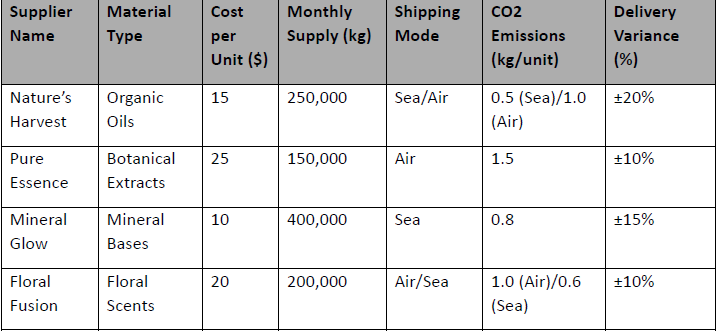 Supplier Name | Material Type | Cost per Unit ($) | Monthly Supply (kg) | Shipping Mode | CO2 Emissions (kg/unit) | Delivery Variance (%)
Nature’s Harvest | Organic Oils | 15 | 250,000 | Sea/Air | 0.5 (Sea)/1.0 (Air) | ±20%
Pure Essence | Botanical Extracts | 25 | 150,000 | Air | 1.5 | ±10%
Mineral Glow | Mineral Bases | 10 | 400,000 | Sea | 0.8 | ±15%
Floral Fusion | Floral Scents | 20 | 200,000 | Air/Sea | 1.0 (Air)/0.6 (Sea) | ±10%